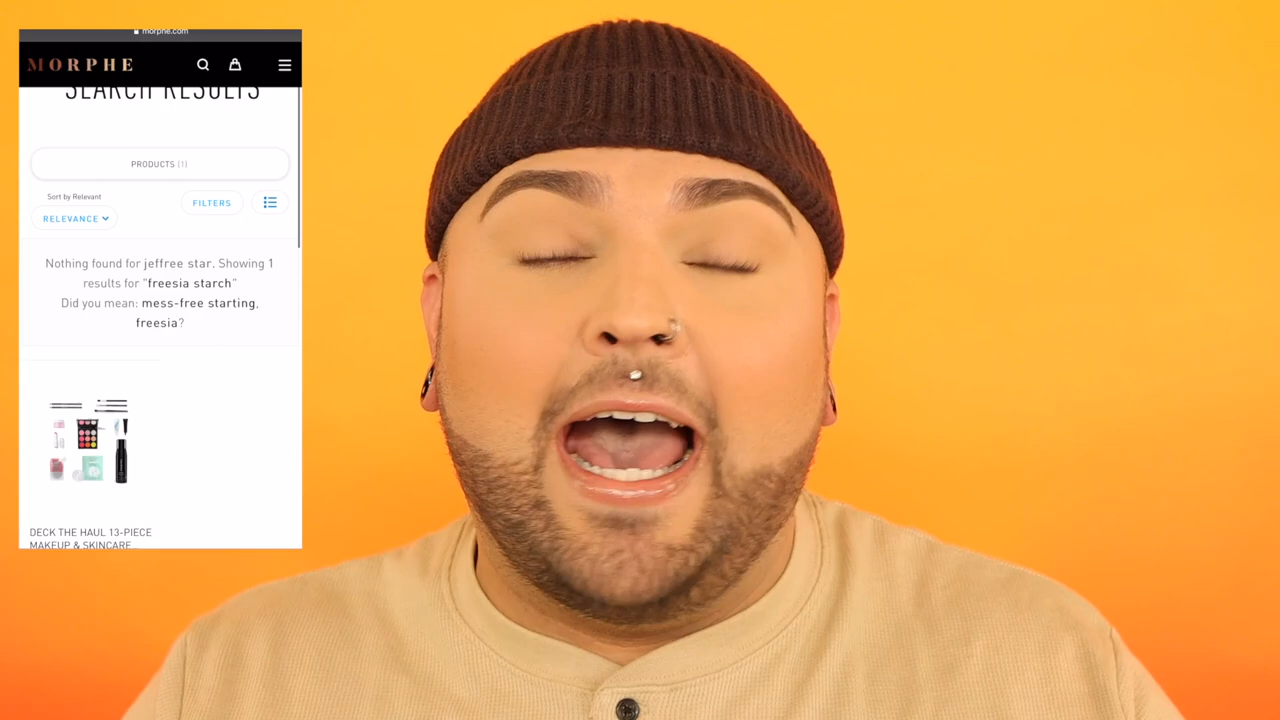 morphe.com
MORPHE
SEARCH RESULTS
PRODUCTS (1)
Sort by Relevant
RELEVANCE
FILTERS
Nothing found for jeffree star. Showing 1
results for "freesia starch"
Did you mean: mess-free starting,
freesia?
DECK THE HAUL 13-PIECE
MAKEUP & SKINCARE